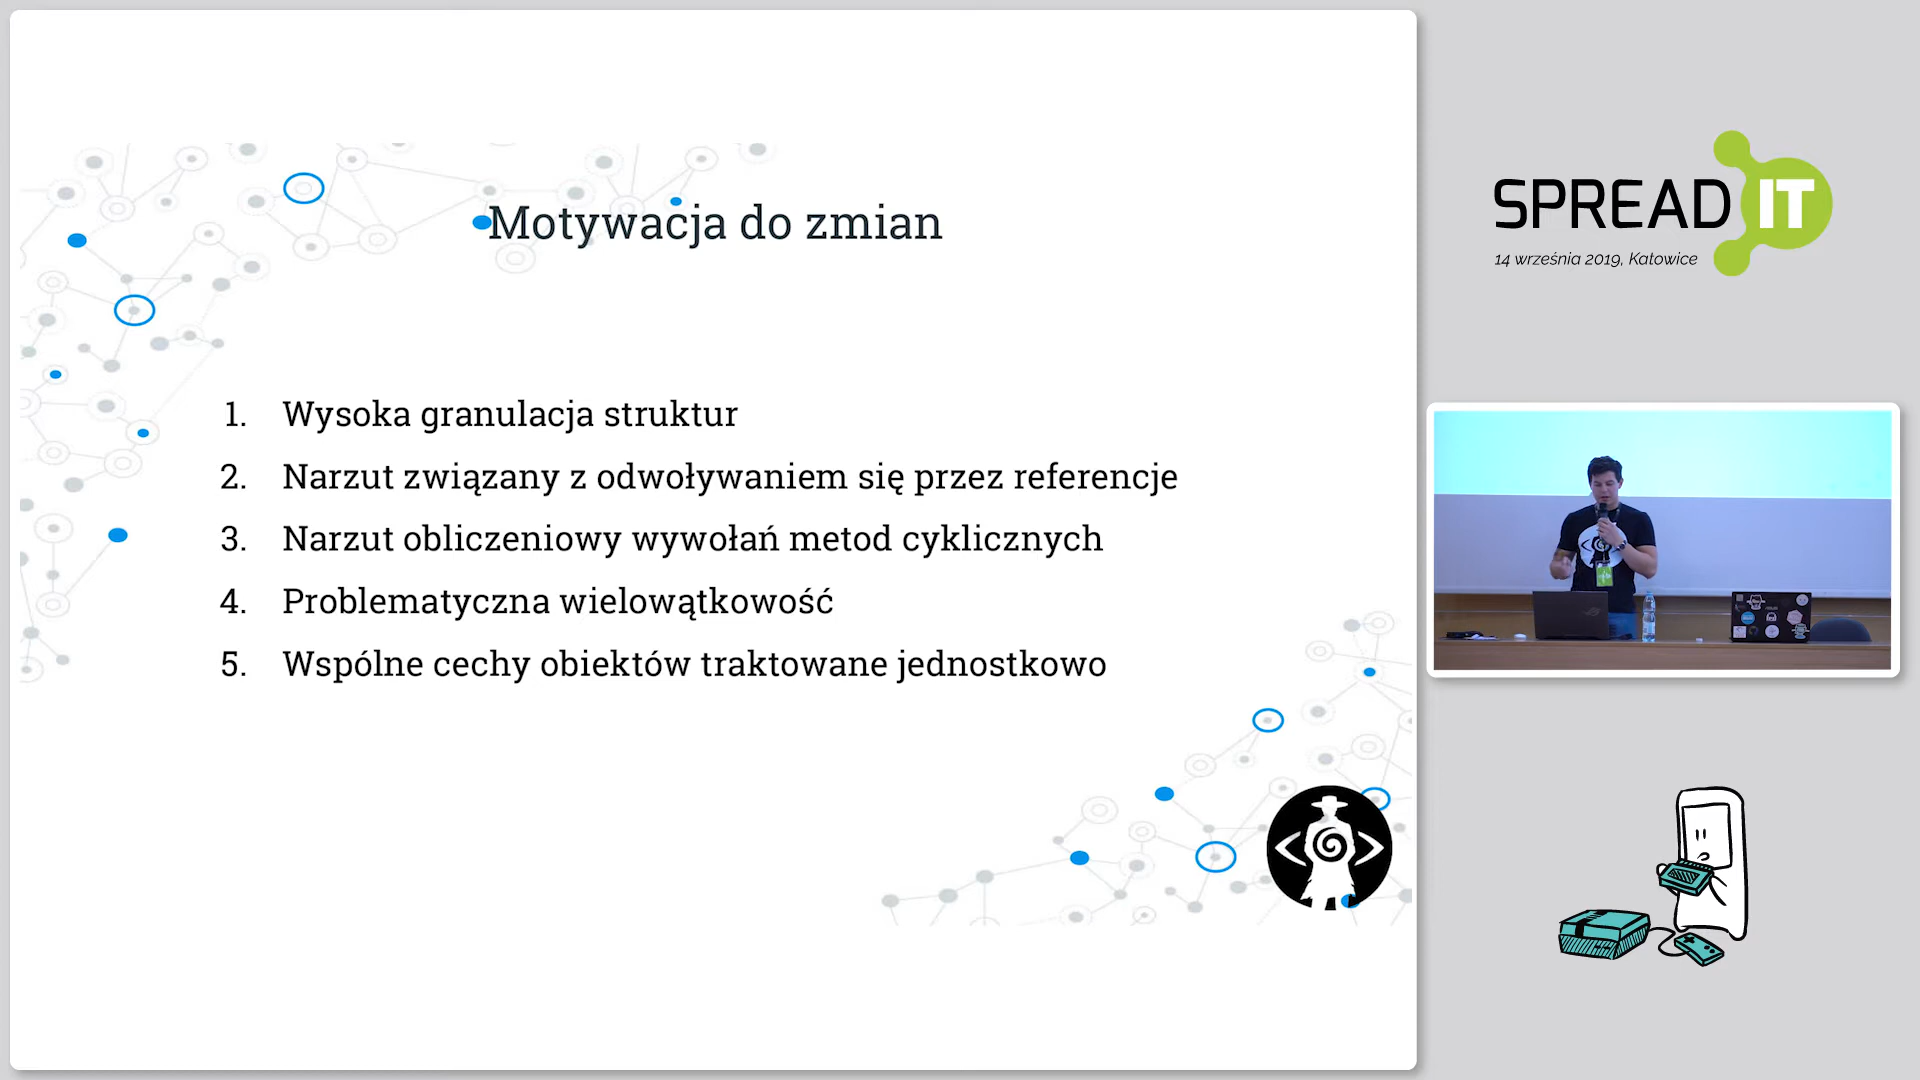 Motywacja do zmian
1. Wysoka granulacja struktur
2. Narzut związany z odwoływaniem się przez referencje
3. Narzut obliczeniowy wywołań metod cyklicznych
4. Problematyczna wielowątkowość
5. Wspólne cechy obiektów traktowane jednostkowo
SPREAD IT
14 września 2019, Katowice